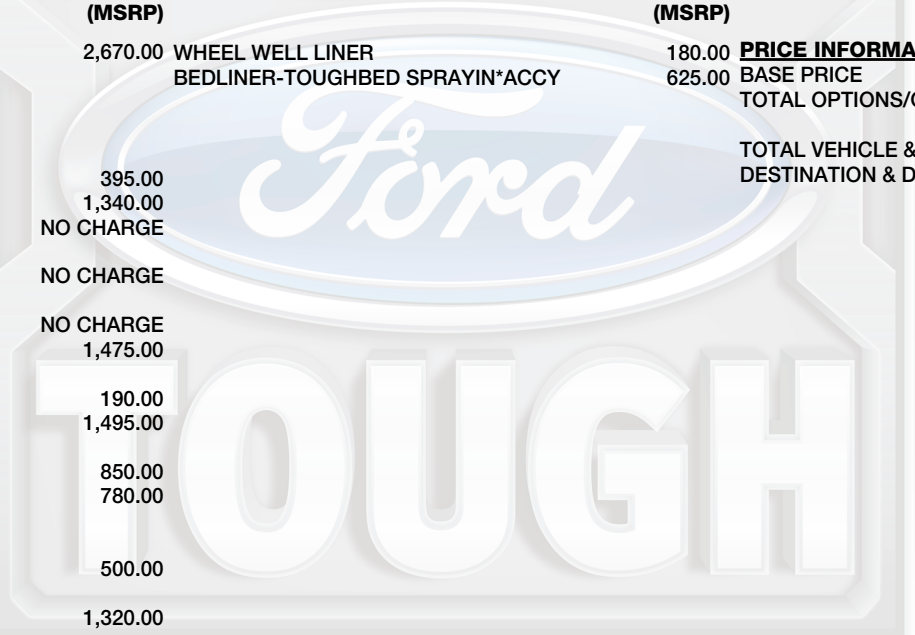 (MSRP) (MSRP)
2,670.00 WHEEL WELL LINER 180.00 PRICE INFORMA
BEDLINER-TOUGHBED SPRAYIN*ACCY 625.00 BASE PRICE
TOTAL OPTIONS/
TOTAL VEHICLE &
395.00 DESTINATION & D
1,340.00
NO CHARGE
NO CHARGE
NO CHARGE
1,475.00
190.00
1,495.00
850.00
780.00
500.00
1,320.00
Ford
TOUGH